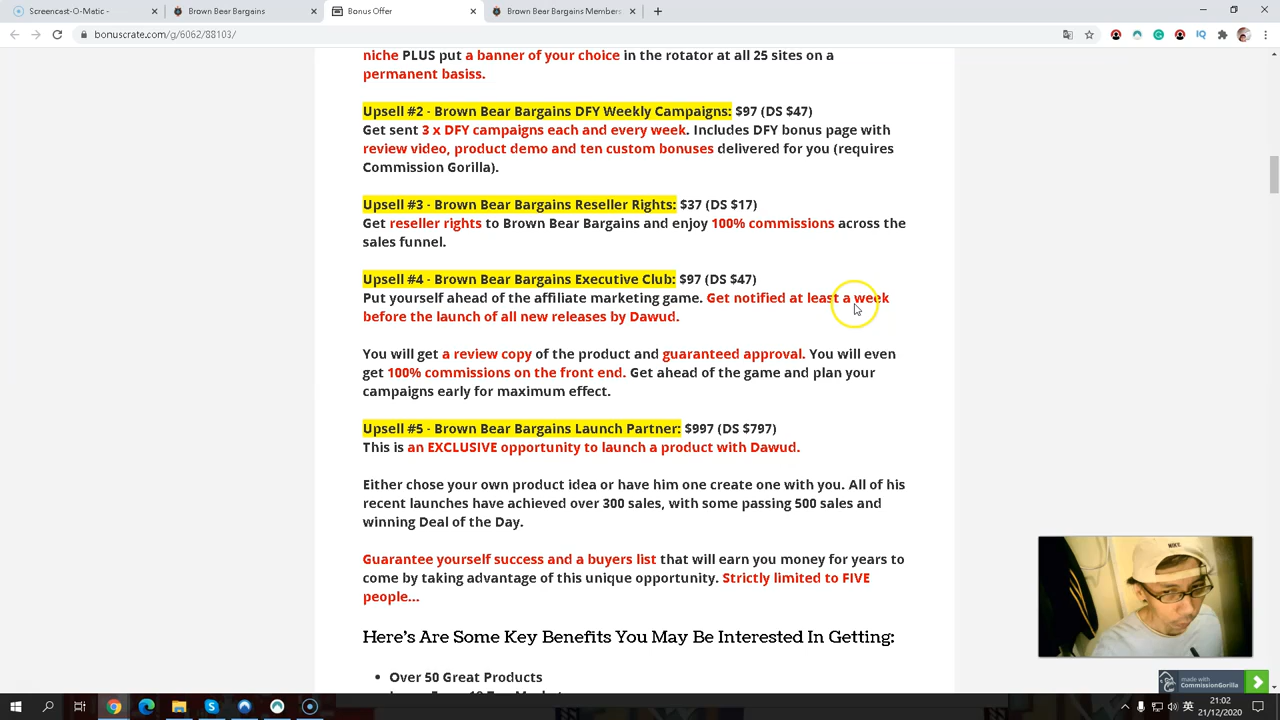 Screencast-O-Matic -
Brown Bear Bargains
Bonus Offer
Brown Bear Bargains Members
bonuscrate.com/g/6062/88103/
niche PLUS put a banner of your choice in the rotator at all 25 sites on a
permanent basiss.
Upsell #2 - Brown Bear Bargains DFY Weekly Campaigns: $97 (DS $47)
Get sent 3 x DFY campaigns each and every week. Includes DFY bonus page with
review video, product demo and ten custom bonuses delivered for you (requires
Commission Gorilla).
Upsell #3 - Brown Bear Bargains Reseller Rights: $37 (DS $17)
Get reseller rights to Brown Bear Bargains and enjoy 100% commissions across the
sales funnel.
Upsell #4 - Brown Bear Bargains Executive Club: $97 (DS $47)
Put yourself ahead of the affiliate marketing game. Get notified at least a week
before the launch of all new releases by Dawud.
You will get a review copy of the product and guaranteed approval. You will even
get 100% commissions on the front end. Get ahead of the game and plan your
campaigns early for maximum effect.
Upsell #5 - Brown Bear Bargains Launch Partner: $997 (DS $797)
This is an EXCLUSIVE opportunity to launch a product with Dawud.
Either chose your own product idea or have him one create one with you. All of his
recent launches have achieved over 300 sales, with some passing 500 sales and
winning Deal of the Day.
Guarantee yourself success and a buyers list that will earn you money for years to
come by taking advantage of this unique opportunity. Strictly limited to FIVE
people...
Here's Are Some Key Benefits You May Be Interested In Getting:
• Over 50 Great Products
made with
CommissionGorilla
英
21:02
21/12/2020